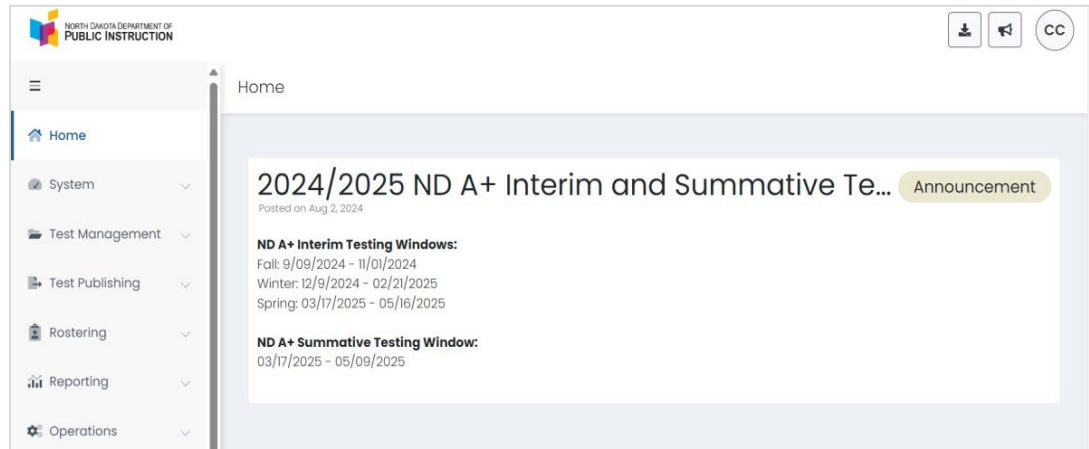 NORTH DAKOTA DEPARTMENT OF
PUBLIC INSTRUCTION
CC
Home
Home
System
Test Management
Test Publishing
Rostering
Reporting
Operations
2024/2025 ND A+ Interim and Summative Te...
Announcement
Posted on Aug 2, 2024
ND A+ Interim Testing Windows:
Fall: 9/09/2024 - 11/01/2024
Winter: 12/9/2024 - 02/21/2025
Spring: 03/17/2025 - 05/16/2025
ND A+ Summative Testing Window:
03/17/2025 - 05/09/2025